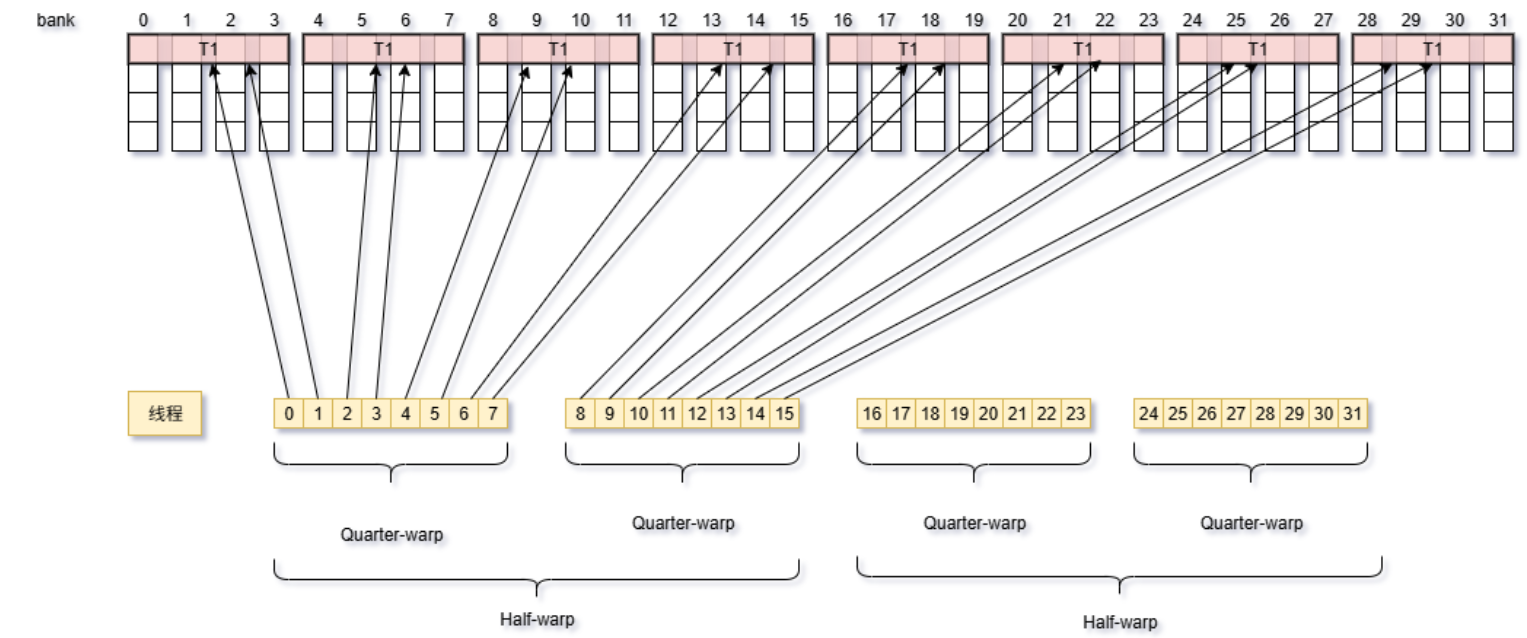 bank 0 1 2 3 4 5 6 7 8 9 10 11 12 13 14 15 16 17 18 19 20 21 22 23 24 25 26 27 28 29 30 31
T1 T1 T1 T1 T1 T1 T1 T1
线程 0 1 2 3 4 5 6 7 8 9 10 11 12 13 14 15 16 17 18 19 20 21 22 23 24 25 26 27 28 29 30 31
Quarter-warp Quarter-warp Quarter-warp Quarter-warp
Half-warp Half-warp